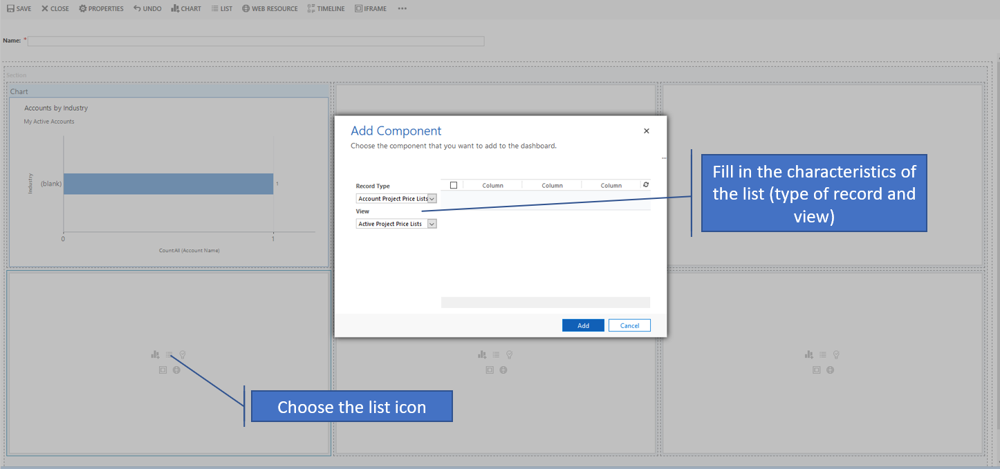 SAVE CLOSE PROPERTIES UNDO CHART LIST WEB RESOURCE TIMELINE IFRAME ...
Name: *
Section
Chart
Accounts by Industry
My Active Accounts
Industry
(blank)
0 1
Count:All (Account Name)
Add Component
Choose the component that you want to add to the dashboard.
...
Record Type
Column Column Column
Account Project Price Lists
View
Active Project Price Lists
Add Cancel
Fill in the characteristics of
the list (type of record and
view)
Choose the list icon